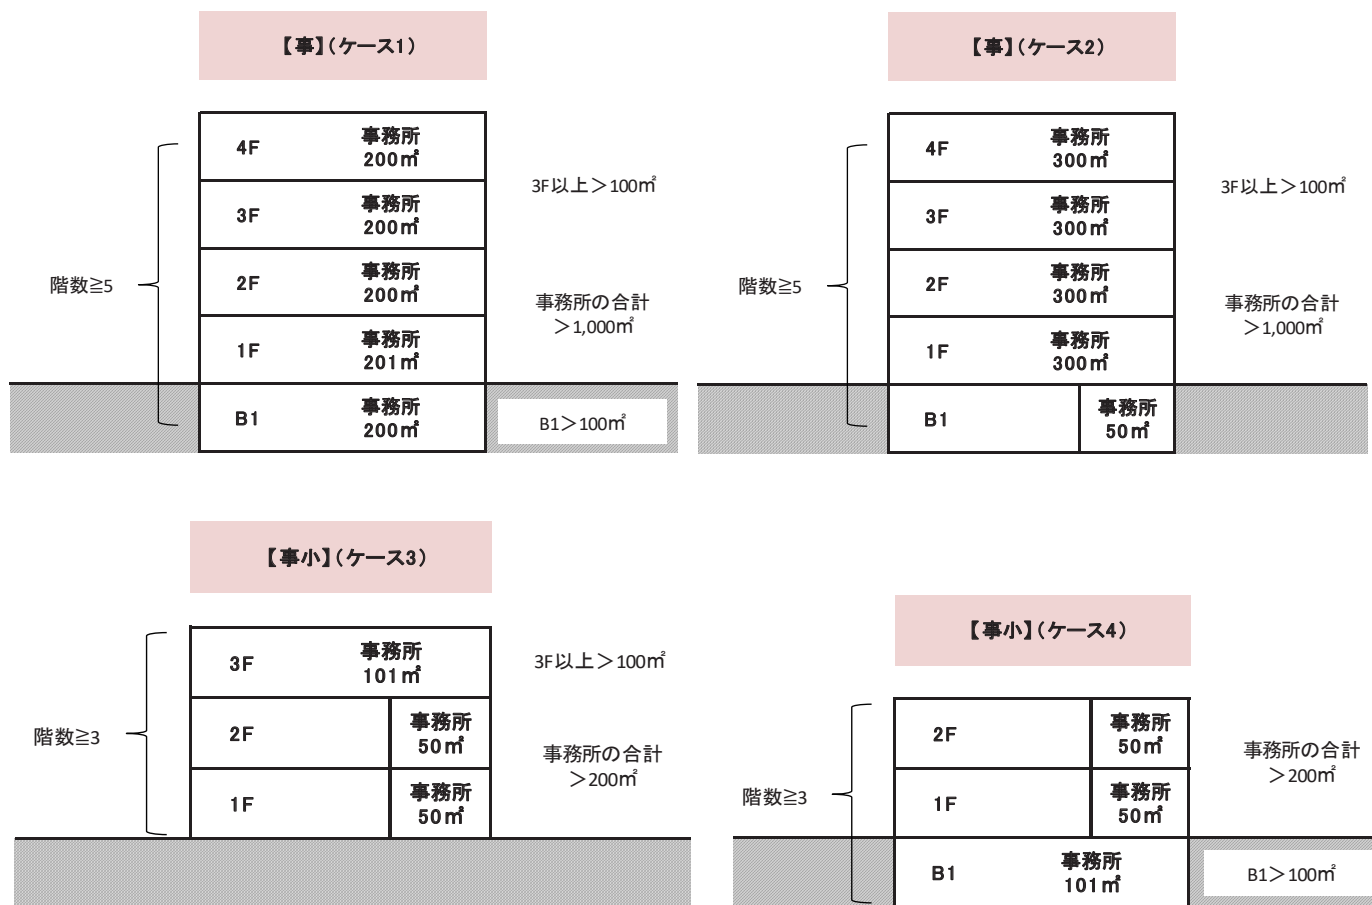 【事】(ケース1)
4F
事務所
200㎡
3F
事務所
200㎡
2F
事務所
200㎡
1F
事務所
201㎡
B1
事務所
200㎡
階数≧5
3F以上＞100㎡
事務所の合計
＞1,000㎡
B1＞100㎡
【事】(ケース2)
4F
事務所
300㎡
3F
事務所
300㎡
2F
事務所
300㎡
1F
事務所
300㎡
B1
事務所
50㎡
階数≧5
3F以上＞100㎡
事務所の合計
＞1,000㎡
【事小】(ケース3)
3F
事務所
101㎡
2F
事務所
50㎡
1F
事務所
50㎡
階数≧3
3F以上＞100㎡
事務所の合計
＞200㎡
【事小】(ケース4)
2F
事務所
50㎡
1F
事務所
50㎡
B1
事務所
101㎡
階数≧3
事務所の合計
＞200㎡
B1＞100㎡